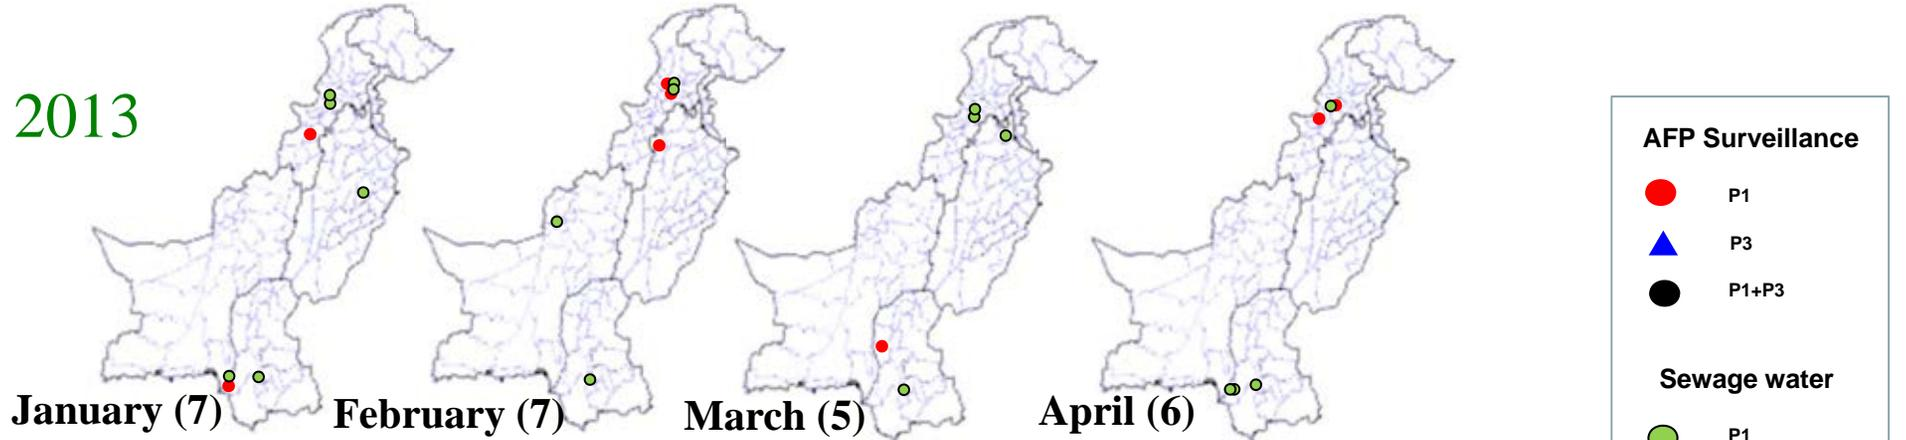 2013
January (7)
February (7)
March (5)
April (6)
AFP Surveillance
P1
P3
P1+P3
Sewage water
P1